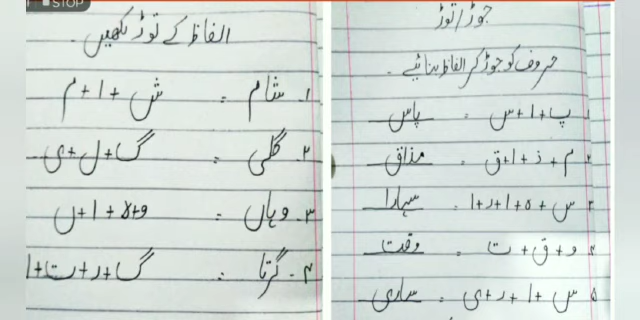 STOP
جوڑ/توڑ
حروف کو جوڑ کر الفاظ بنائیے۔
۱ پ+ا+س = پاس
۲ م+ذ+ا+ق = مذاق
۳ س+ہ+ا+ر+ا = سہارا
۴ و+ق+ت = وقت
۵ س+ا+ر+ی = ساری
الفاظ کے توڑ لکھیں۔
۱۔ شام = ش+ا+م
۲۔ گلی = گ+ل+ی
۳۔ وہاں = و+ہ+ا+ں
۴۔ گرتا = گ+ر+ت+ا